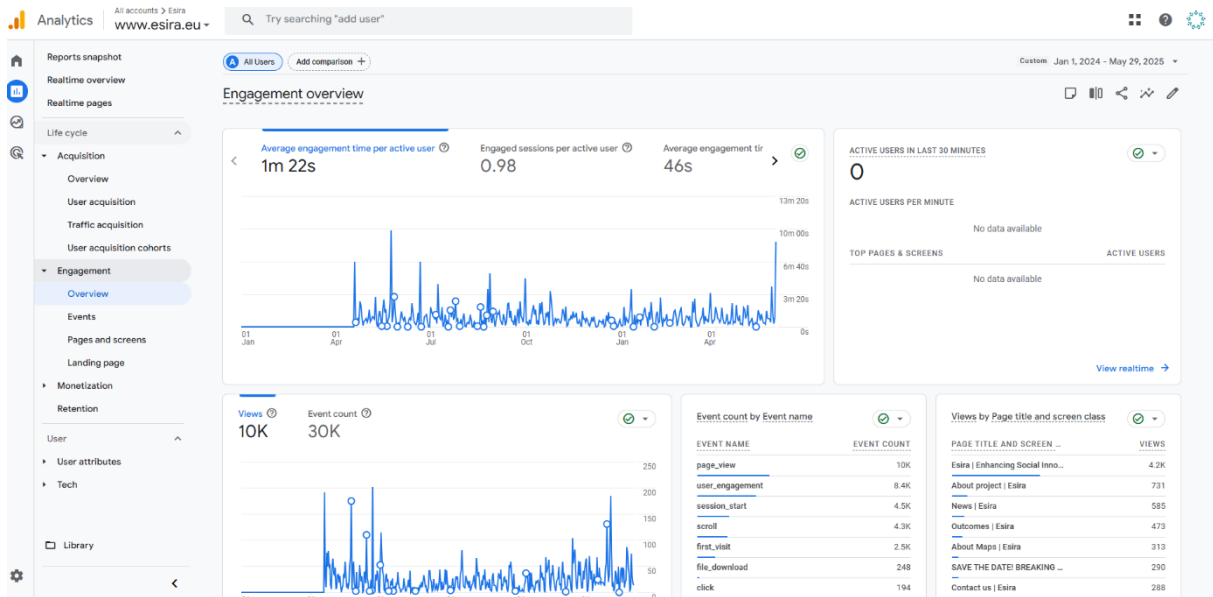 All accounts > Esira
Analytics
www.esira.eu
Try searching "add user"
Reports snapshot
Realtime overview
Realtime pages
Life cycle
Acquisition
Overview
User acquisition
Traffic acquisition
User acquisition cohorts
Engagement
Overview
Events
Pages and screens
Landing page
Monetization
Retention
User
User attributes
Tech
Library
A All Users
Add comparison +
Custom Jan 1, 2024 - May 29, 2025
Engagement overview
Average engagement time per active user
1m 22s
Engaged sessions per active user
0.98
Average engagement tir
46s
13m 20s
10m 00s
6m 40s
3m 20s
0s
01 Jan
01 Apr
01 Jul
01 Oct
01 Jan
01 Apr
ACTIVE USERS IN LAST 30 MINUTES
0
ACTIVE USERS PER MINUTE
No data available
TOP PAGES & SCREENS ACTIVE USERS
No data available
View realtime
Views
10K
Event count
30K
250
200
150
100
50
0
Event count by Event name
EVENT NAME EVENT COUNT
page_view 10K
user_engagement 8.4K
session_start 4.5K
scroll 4.3K
first_visit 2.5K
file_download 248
click 194
Views by Page title and screen class
PAGE TITLE AND SCREEN ... VIEWS
Esira | Enhancing Social Inno... 4.2K
About project | Esira 731
News | Esira 585
Outcomes | Esira 473
About Maps | Esira 313
SAVE THE DATE! BREAKING ... 290
Contact us | Esira 288